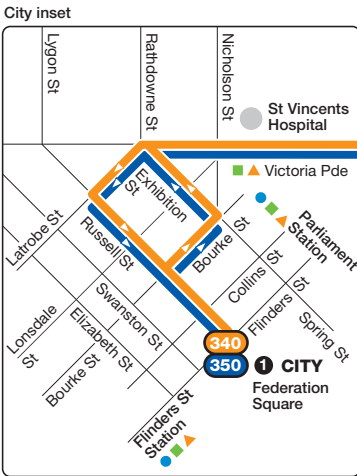 City inset
Lygon St
Rathdowne St
Nicholson St
St Vincents
Hospital
Victoria Pde
Exhibition
St
Parliament
Station
Latrobe St
Russell St
Bourke St
Collins St
Flinders St
Spring St
Lonsdale
St
Swanston St
Elizabeth St
Bourke St
340
350
1 CITY
Federation
Square
Flinders St
Station